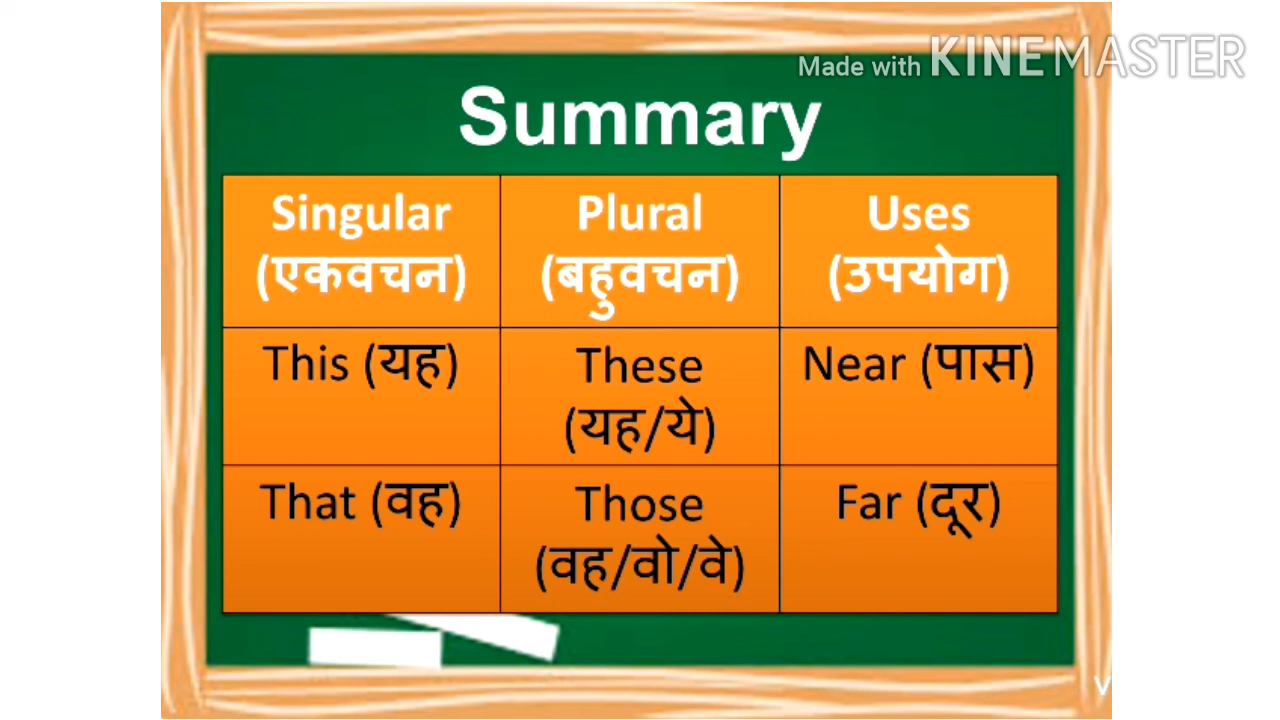 Made with KINEMASTER
Summary
Singular Plural Uses
(एकवचन) (बहुवचन) (उपयोग)
This (यह) These Near (पास)
(यह/ये)
That (वह) Those Far (दूर)
(वह/वो/वे)
V